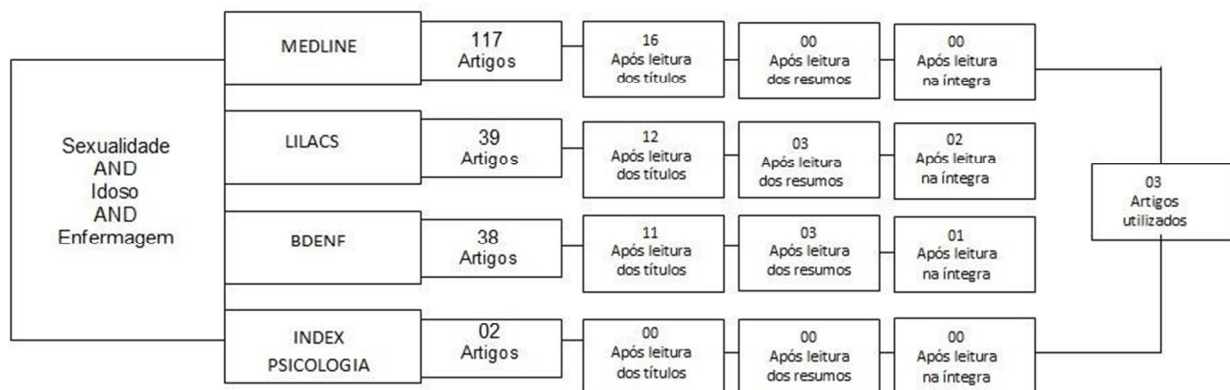 Sexualidade
AND
Idoso
AND
Enfermagem
MEDLINE
117
Artigos
16
Após leitura
dos títulos
00
Após leitura
dos resumos
00
Após leitura
na íntegra
LILACS
39
Artigos
12
Após leitura
dos títulos
03
Após leitura
dos resumos
02
Após leitura
na íntegra
BDENF
38
Artigos
11
Após leitura
dos títulos
03
Após leitura
dos resumos
01
Após leitura
na íntegra
INDEX
PSICOLOGIA
02
Artigos
00
Após leitura
dos títulos
00
Após leitura
dos resumos
00
Após leitura
na íntegra
03
Artigos
utilizados